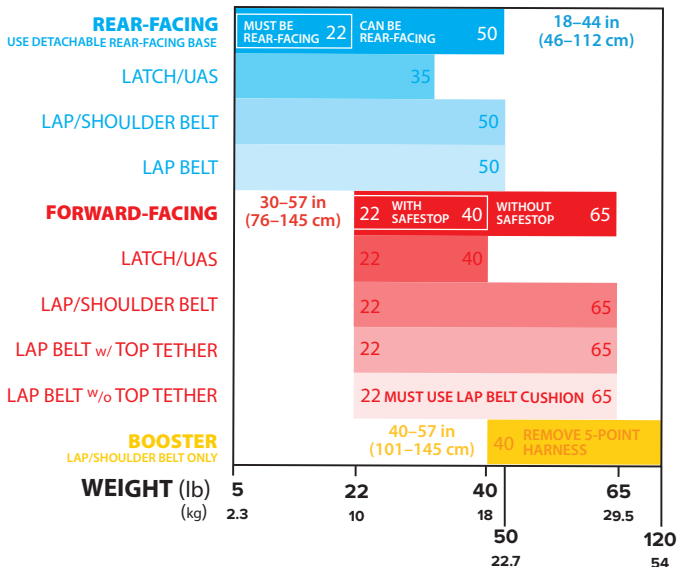 REAR-FACING
USE DETACHABLE REAR-FACING BASE
MUST BE
REAR-FACING 22
CAN BE
REAR-FACING
50
18–44 in
(46–112 cm)
LATCH/UAS
35
LAP/SHOULDER BELT
50
LAP BELT
50
FORWARD-FACING
30–57 in
(76–145 cm)
22 WITH
SAFESTOP 40
WITHOUT
SAFESTOP 65
LATCH/UAS
22 40
LAP/SHOULDER BELT
22 65
LAP BELT w/ TOP TETHER
22 65
LAP BELT w/o TOP TETHER
22 MUST USE LAP BELT CUSHION 65
BOOSTER
LAP/SHOULDER BELT ONLY
40–57 in
(101–145 cm)
40 REMOVE 5-POINT
HARNESS
WEIGHT (lb) 5 22 40 65
(kg) 2.3 10 18 29.5
50 120
22.7 54